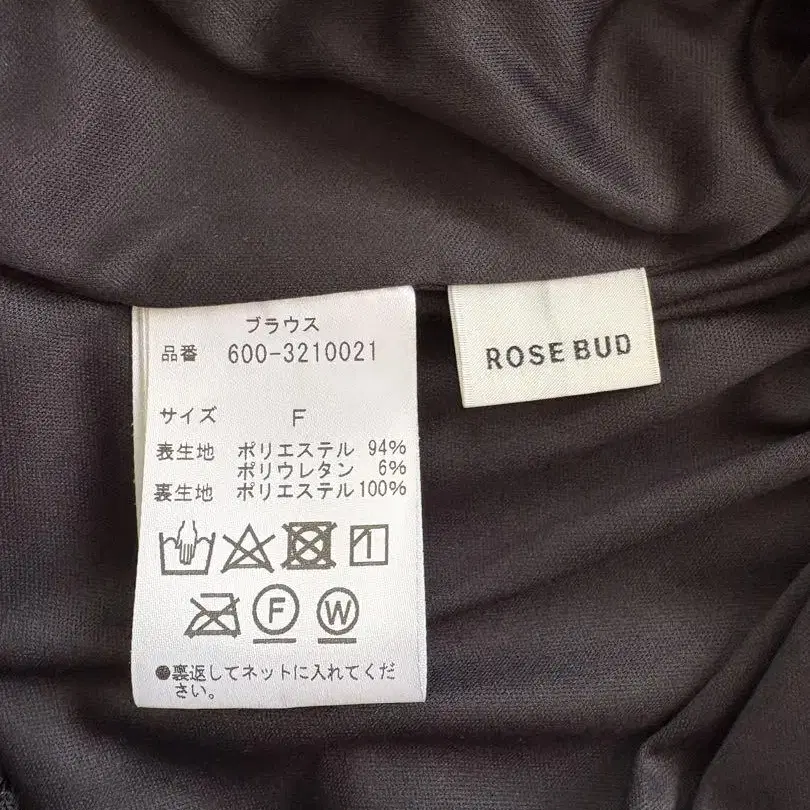 ブラウス
品番 600-3210021
サイズ F
表生地 ポリエステル 94%
ポリウレタン 6%
裏生地 ポリエステル100%
F W
●裏返してネットに入れてくだ
さい。
ROSE BUD